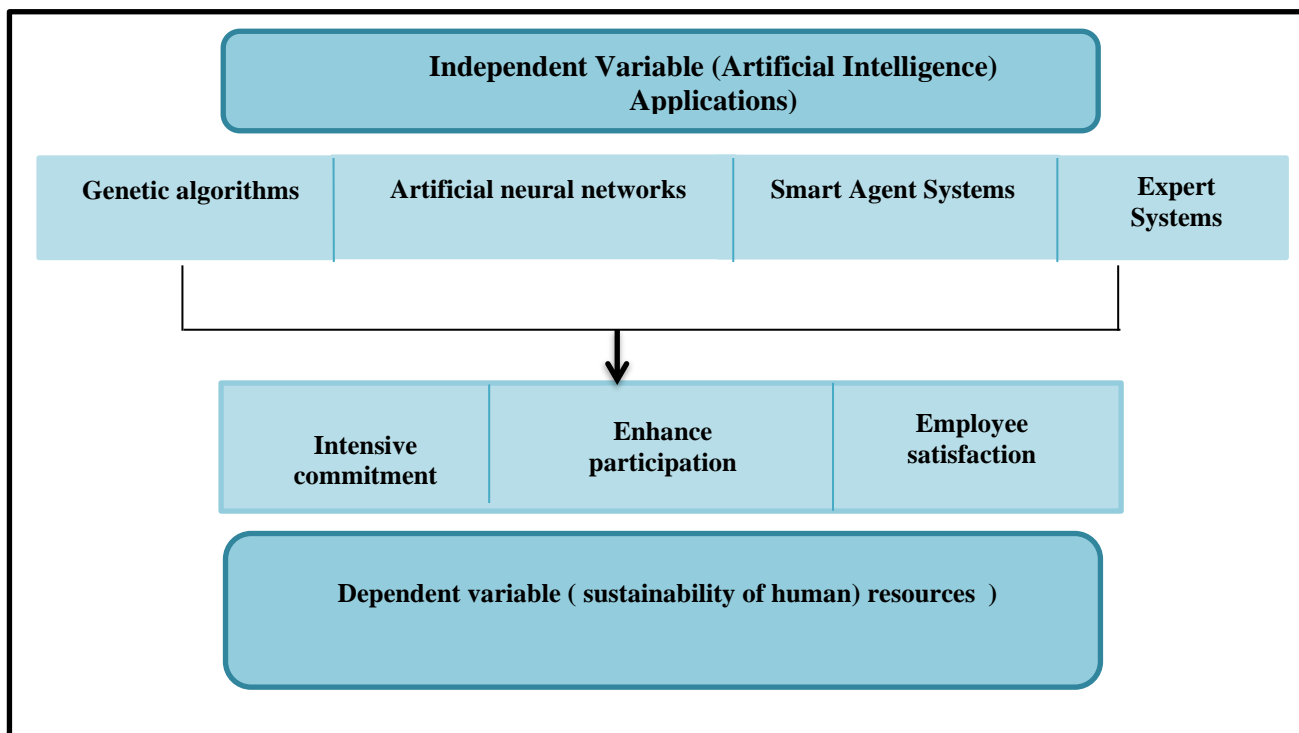 Independent Variable (Artificial Intelligence)
Applications)
Genetic algorithms
Artificial neural networks
Smart Agent Systems
Expert
Systems
Intensive
commitment
Enhance
participation
Employee
satisfaction
Dependent variable ( sustainability of human) resources )